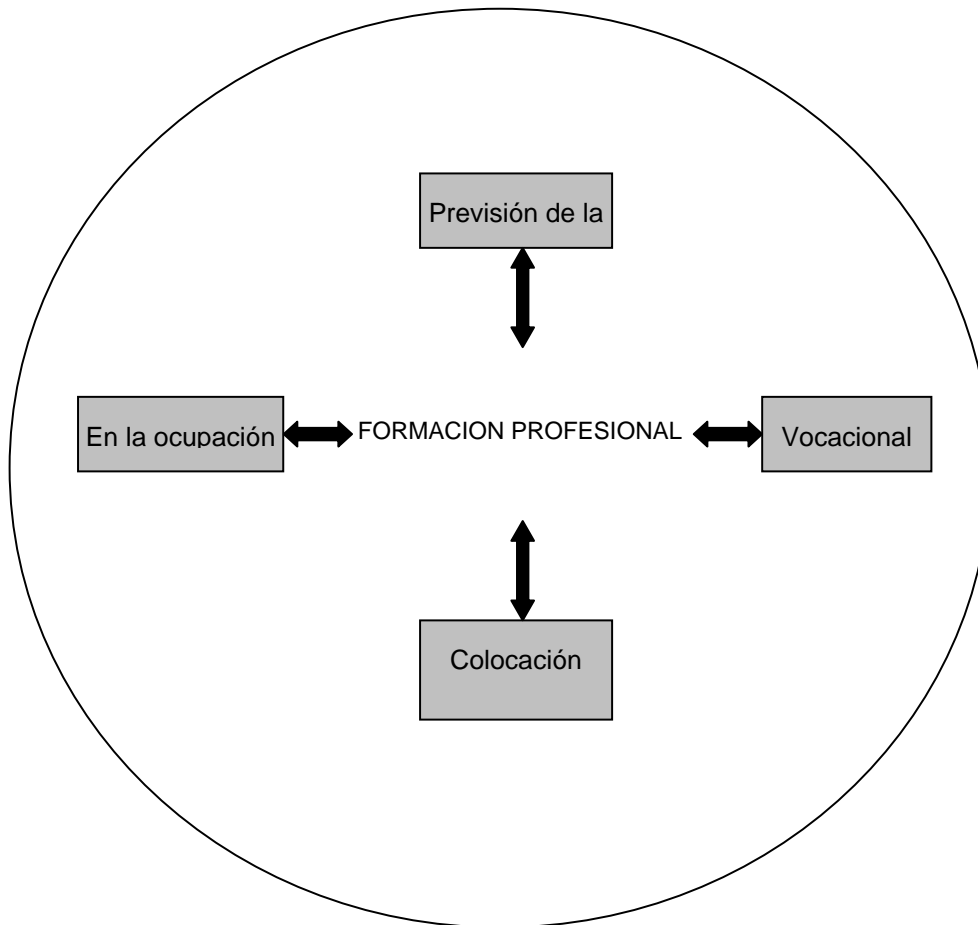 Previsión de la
En la ocupación
FORMACION PROFESIONAL
Vocacional
Colocación